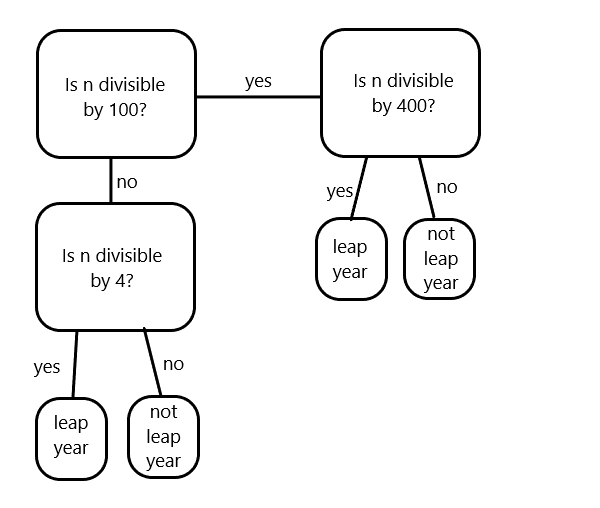 Is n divisible
by 100?
yes
Is n divisible
by 400?
no
yes
no
Is n divisible
by 4?
leap
year
not
leap
year
yes
no
leap
year
not
leap
year